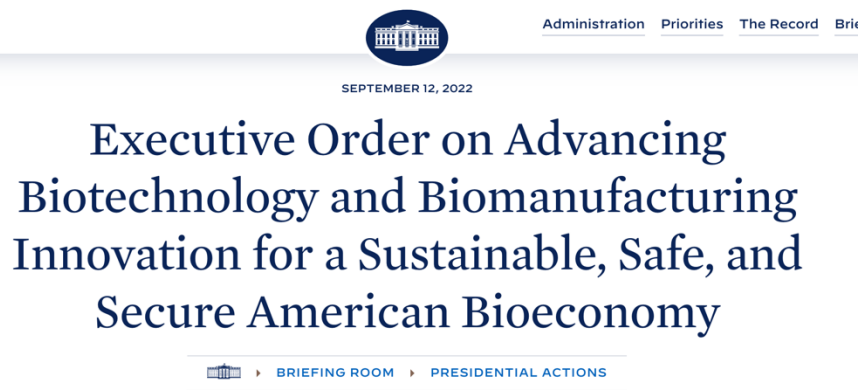 Administration Priorities The Record
SEPTEMBER 12, 2022
Executive Order on Advancing
Biotechnology and Biomanufacturing
Innovation for a Sustainable, Safe, and
Secure American Bioeconomy
BRIEFING ROOM PRESIDENTIAL ACTIONS